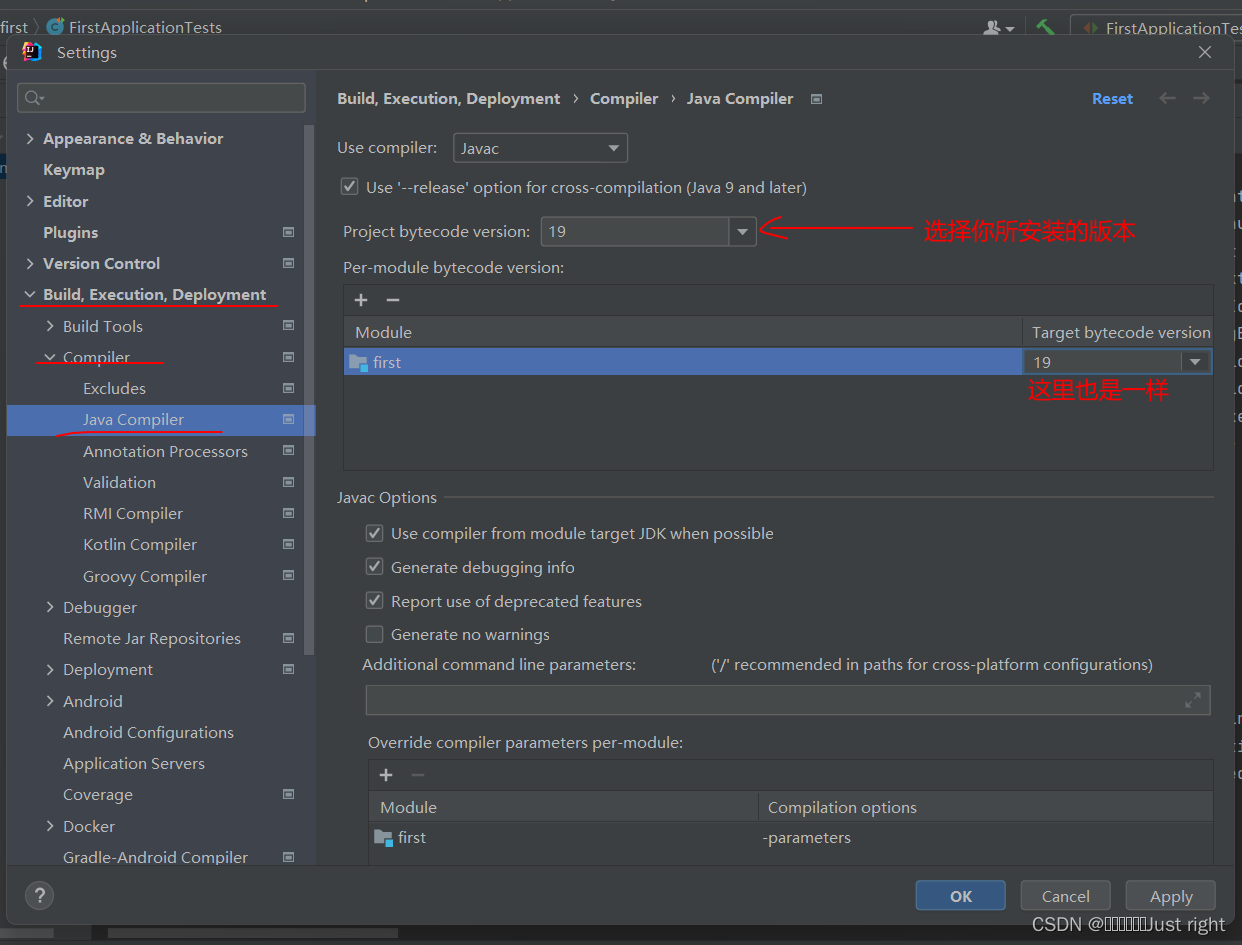 first FirstApplicationTests
FirstApplicationTes
Settings
Build, Execution, Deployment › Compiler › Java Compiler
Reset
Appearance & Behavior
Keymap
Editor
Plugins
Version Control
Build, Execution, Deployment
Build Tools
Compiler
Excludes
Java Compiler
Annotation Processors
Validation
RMI Compiler
Kotlin Compiler
Groovy Compiler
Debugger
Remote Jar Repositories
Deployment
Android
Android Configurations
Application Servers
Coverage
Docker
Gradle-Android Compiler
Use compiler: Javac
Use '--release' option for cross-compilation (Java 9 and later)
Project bytecode version: 19
选择你所安装的版本
Per-module bytecode version:
Module Target bytecode version
first 19
这里也是一样
Javac Options
Use compiler from module target JDK when possible
Generate debugging info
Report use of deprecated features
Generate no warnings
Additional command line parameters: ('/' recommended in paths for cross-platform configurations)
Override compiler parameters per-module:
Module Compilation options
first -parameters
?
OK Cancel Apply
CSDN @Just right